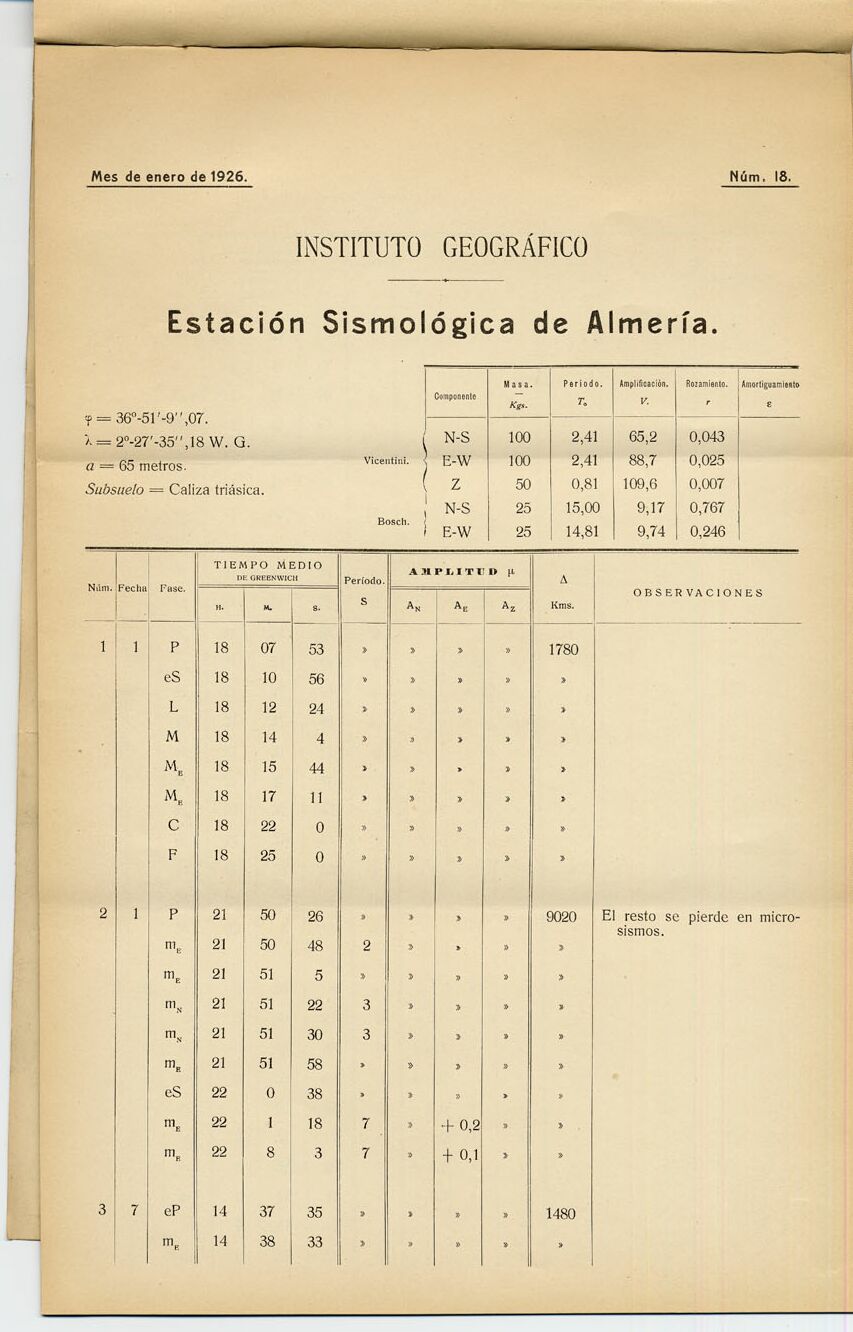 Mes de enero de 1926. Núm. 18.
INSTITUTO GEOGRÁFICO
Estación Sismológica de Almería.
φ = 36º-51'-9'',07.
λ = 2º-27'-35'',18 W. G.
a = 65 metros.
Subsuelo = Caliza triásica.
Componente Masa. — Kgs. Periodo. T₀ Amplificación. V. Rozamiento. r Amortiguamiento ε
Vicentini. N-S 100 2,41 65,2 0,043
E-W 100 2,41 88,7 0,025
Z 50 0,81 109,6 0,007
Bosch. N-S 25 15,00 9,17 0,767
E-W 25 14,81 9,74 0,246
Núm. Fecha Fase. TIEMPO MEDIO DE GREENWICH Período. AMPLITUD μ Δ OBSERVACIONES
H. M. S. S A_N A_E A_Z Kms.
1 1 P 18 07 53 » » » » 1780
eS 18 10 56 » » » » »
L 18 12 24 » » » » »
M 18 14 4 » » » » »
M_E 18 15 44 » » » » »
M_E 18 17 11 » » » » »
C 18 22 0 » » » » »
F 18 25 0 » » » » »
2 1 P 21 50 26 » » » » 9020 El resto se pierde en micro-
sismos.
m_E 21 50 48 2 » » » »
m_E 21 51 5 » » » » »
m_N 21 51 22 3 » » » »
m_N 21 51 30 3 » » » »
m_E 21 51 58 » » » » »
eS 22 0 38 » » » » »
m_E 22 1 18 7 » + 0,2 » »
m_E 22 8 3 7 » + 0,1 » »
3 7 eP 14 37 35 » » » » 1480
m_E 14 38 33 » » » » »